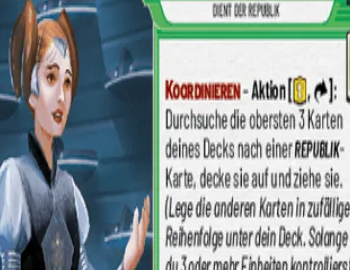 DIENT DER REPUBLIK
KOORDINIEREN – Aktion [1, ]:
Durchsuche die obersten 3 Karten
deines Decks nach einer REPUBLIK-
Karte, decke sie auf und ziehe sie.
(Lege die anderen Karten in zufällige
Reihenfolge unter dein Deck. Solange
du 3 oder mehr Einheiten kontrollierst